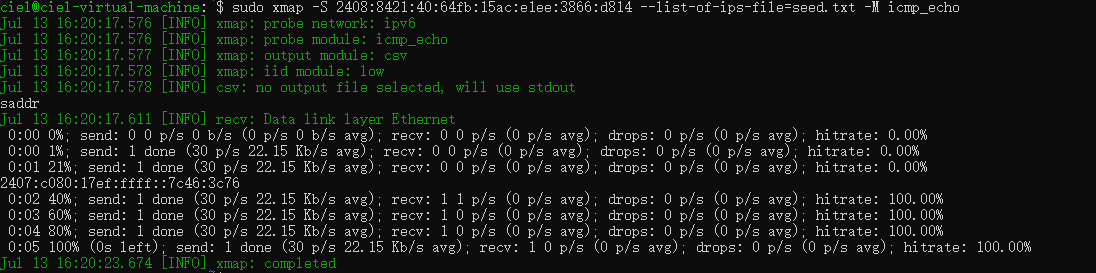 ciel@ciel-virtual-machine: $ sudo xmap -S 2408:8421:40:64fb:15ac:elee:3866:d814 --list-of-ips-file=seed.txt -M icmp_echo
Jul 13 16:20:17.576 [INFO] xmap: probe network: ipv6
Jul 13 16:20:17.576 [INFO] xmap: probe module: icmp_echo
Jul 13 16:20:17.577 [INFO] xmap: output module: csv
Jul 13 16:20:17.578 [INFO] xmap: iid module: low
Jul 13 16:20:17.578 [INFO] csv: no output file selected, will use stdout
saddr
Jul 13 16:20:17.611 [INFO] recv: Data link layer Ethernet
0:00 0%; send: 0 0 p/s 0 b/s (0 p/s 0 b/s avg); recv: 0 0 p/s (0 p/s avg); drops: 0 p/s (0 p/s avg); hitrate: 0.00%
0:00 1%; send: 1 done (30 p/s 22.15 Kb/s avg); recv: 0 0 p/s (0 p/s avg); drops: 0 p/s (0 p/s avg); hitrate: 0.00%
0:01 21%; send: 1 done (30 p/s 22.15 Kb/s avg); recv: 0 0 p/s (0 p/s avg); drops: 0 p/s (0 p/s avg); hitrate: 0.00%
2407:c080:17ef:ffff::7c46:3c76
0:02 40%; send: 1 done (30 p/s 22.15 Kb/s avg); recv: 1 1 p/s (0 p/s avg); drops: 0 p/s (0 p/s avg); hitrate: 100.00%
0:03 60%; send: 1 done (30 p/s 22.15 Kb/s avg); recv: 1 0 p/s (0 p/s avg); drops: 0 p/s (0 p/s avg); hitrate: 100.00%
0:04 80%; send: 1 done (30 p/s 22.15 Kb/s avg); recv: 1 0 p/s (0 p/s avg); drops: 0 p/s (0 p/s avg); hitrate: 100.00%
0:05 100% (0s left); send: 1 done (30 p/s 22.15 Kb/s avg); recv: 1 0 p/s (0 p/s avg); drops: 0 p/s (0 p/s avg); hitrate: 100.00%
Jul 13 16:20:23.674 [INFO] xmap: completed